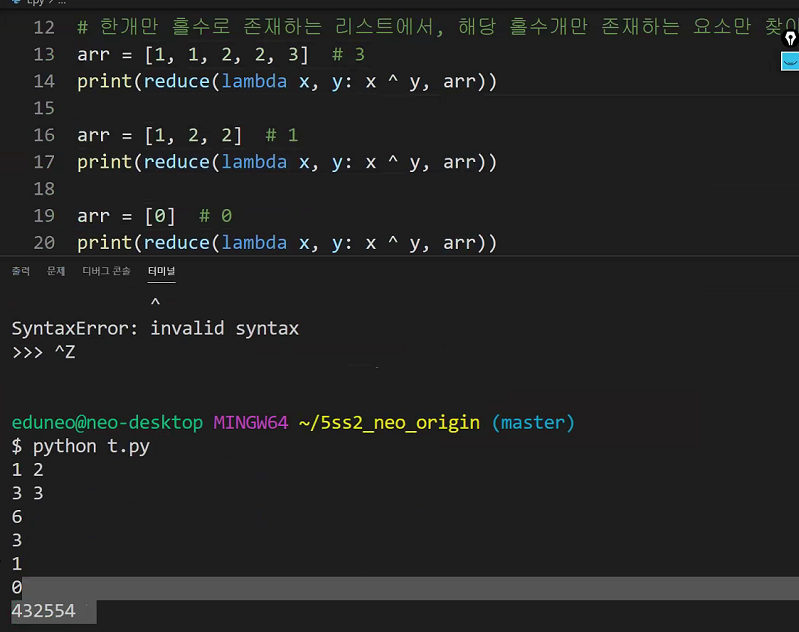 t.py > ...
12 # 한개만 홀수로 존재하는 리스트에서, 해당 홀수개만 존재하는 요소만 찾
13 arr = [1, 1, 2, 2, 3]  # 3
14 print(reduce(lambda x, y: x ^ y, arr))
15
16 arr = [1, 2, 2]  # 1
17 print(reduce(lambda x, y: x ^ y, arr))
18
19 arr = [0]  # 0
20 print(reduce(lambda x, y: x ^ y, arr))
출력 문제 디버그 콘솔 터미널
^
SyntaxError: invalid syntax
>>> ^Z
eduneo@neo-desktop MINGW64 ~/5ss2_neo_origin (master)
$ python t.py
1 2
3 3
6
3
1
0
432554